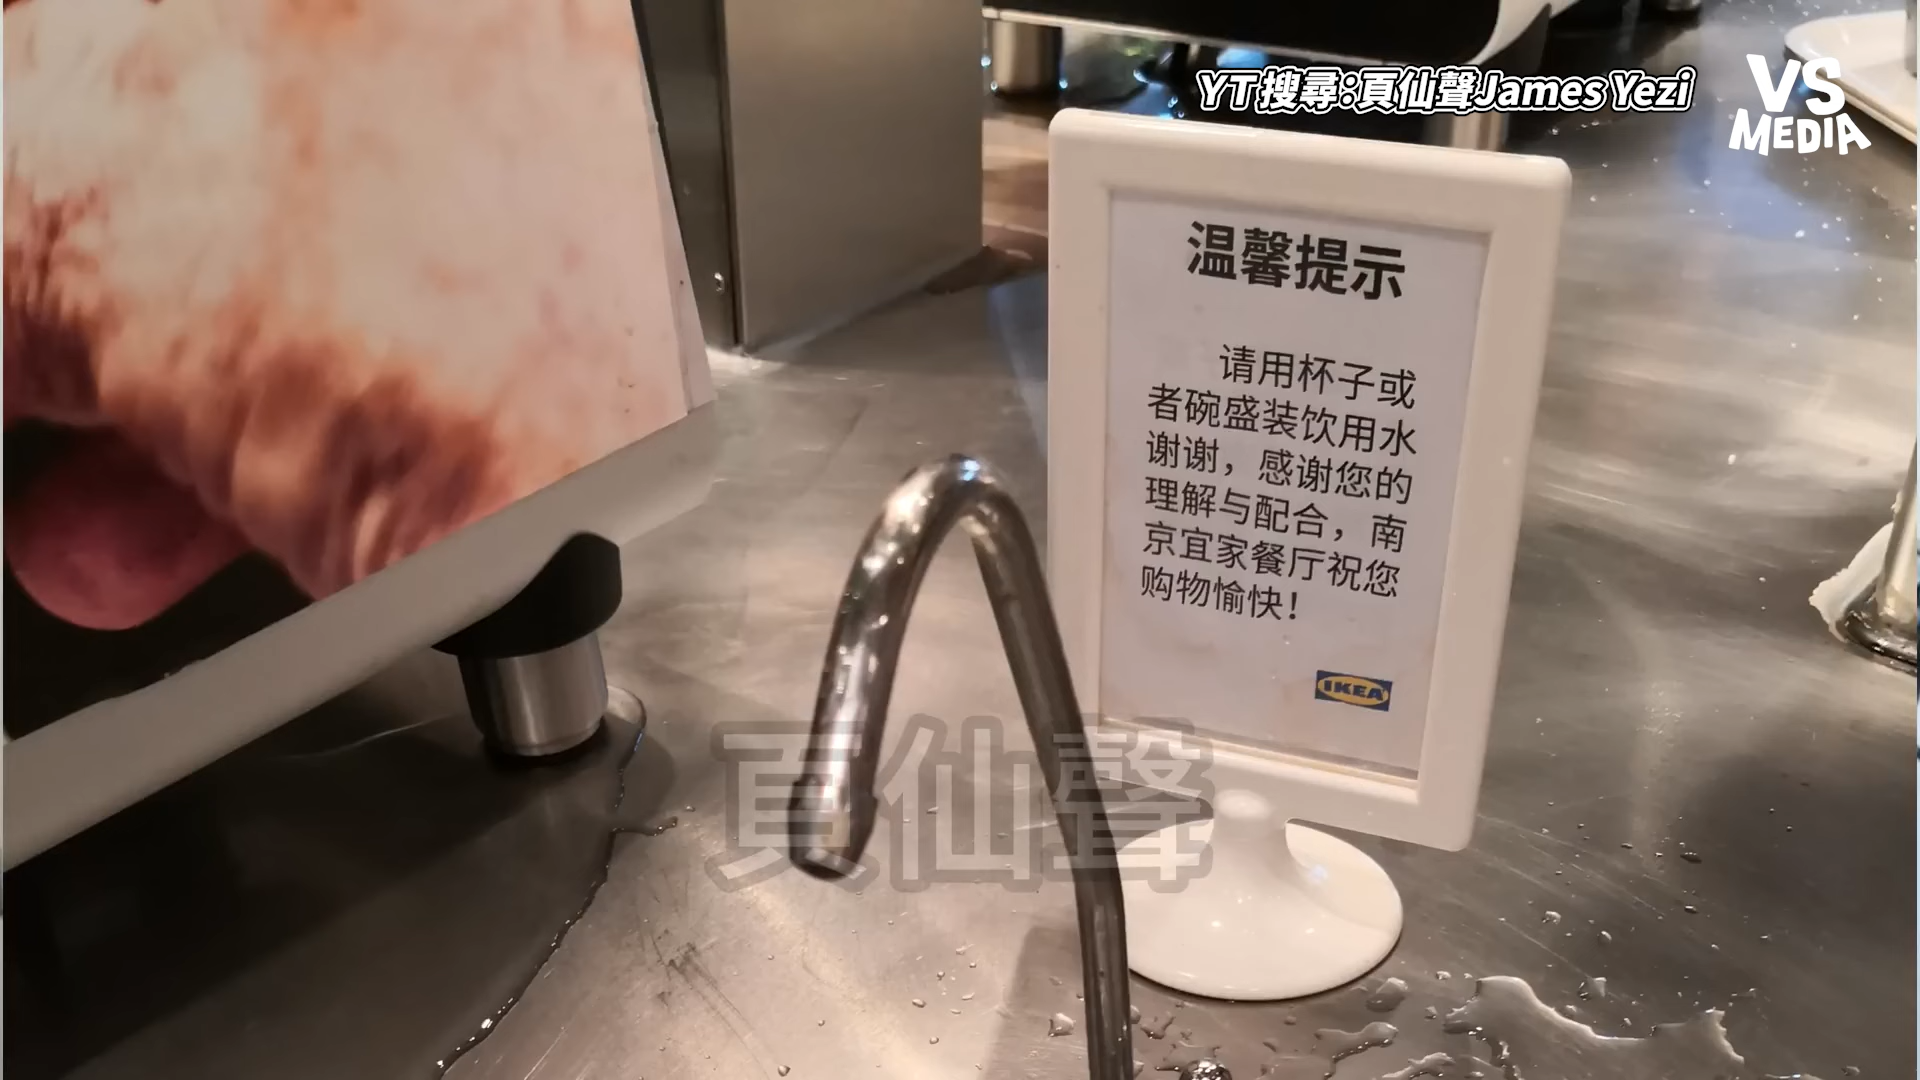 YT搜尋:頁仙聲James Yezi
VS
MEDIA
温馨提示
请用杯子或
者碗盛装饮用水
谢谢，感谢您的
理解与配合，南
京宜家餐厅祝您
购物愉快！
IKEA
頁仙聲